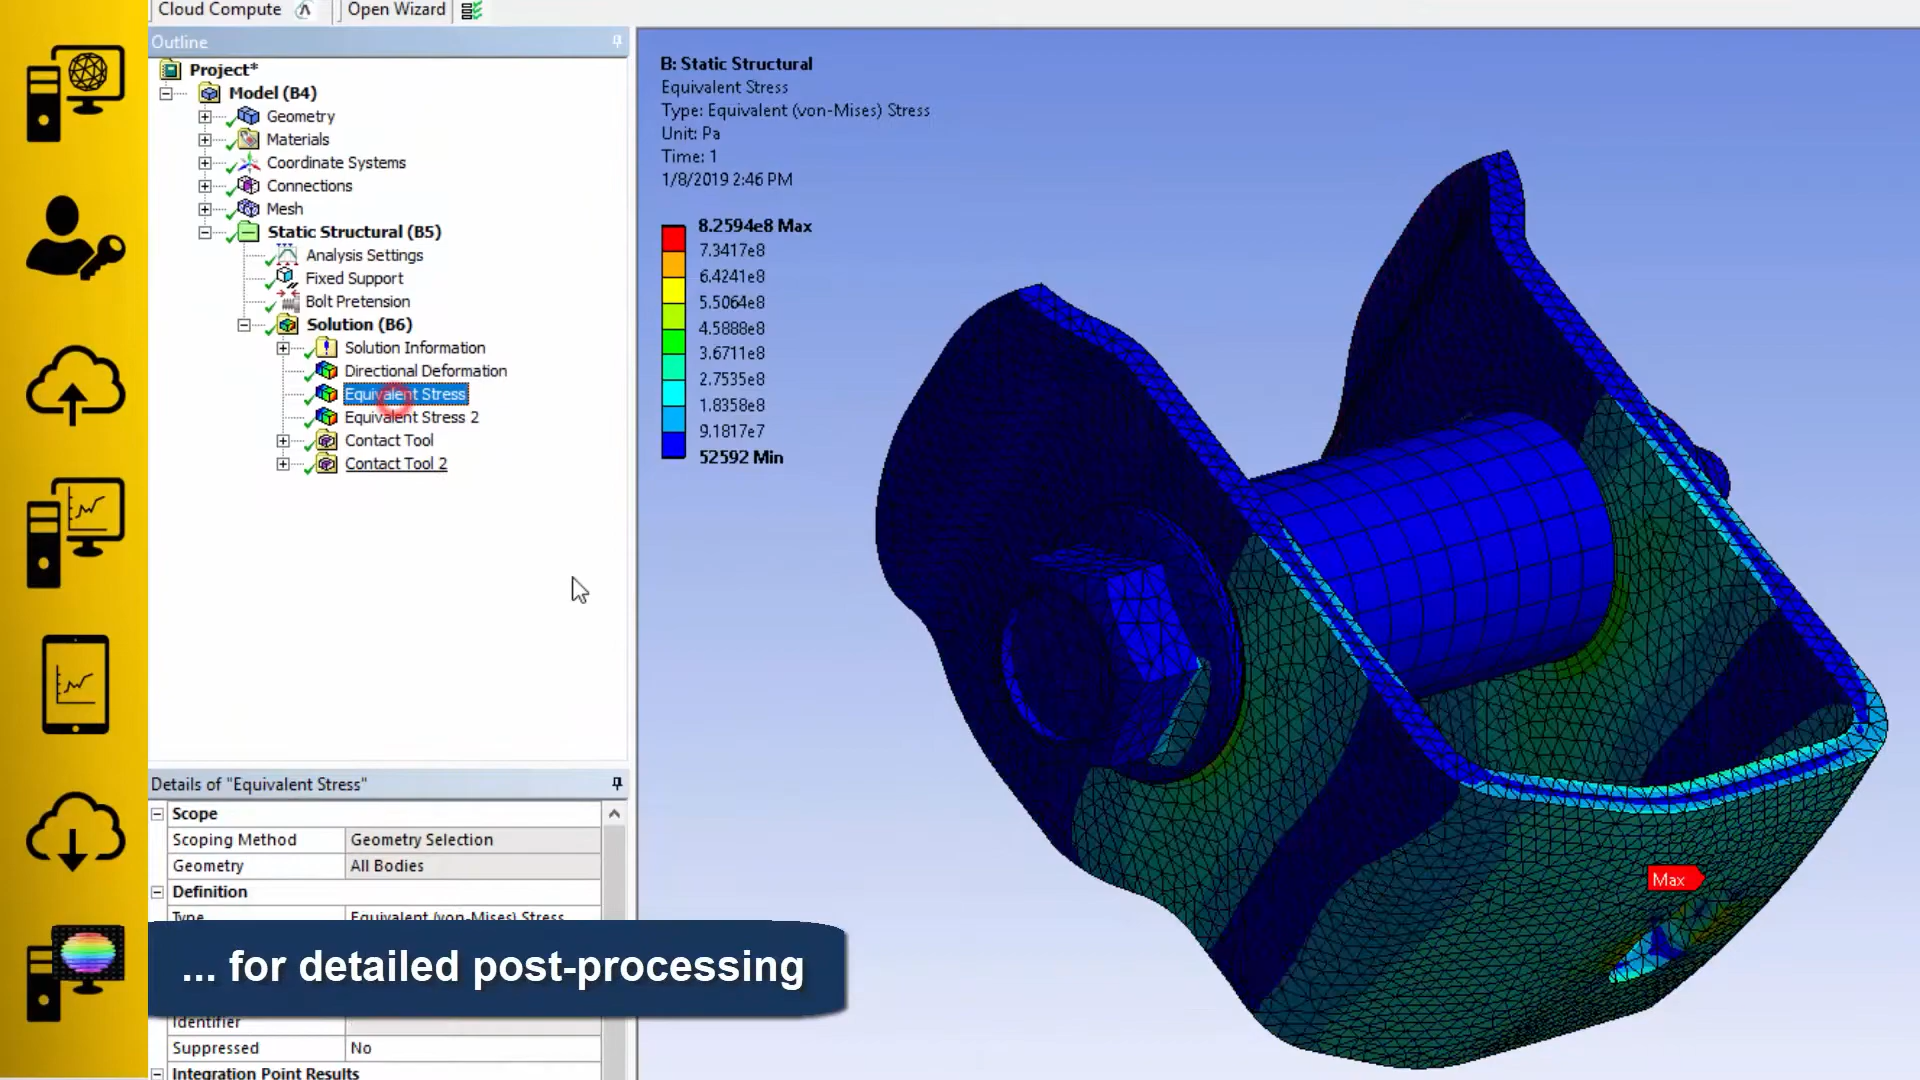 Cloud Compute
Open Wizard
Outline
Project*
Model (B4)
Geometry
Materials
Coordinate Systems
Connections
Mesh
Static Structural (B5)
Analysis Settings
Fixed Support
Bolt Pretension
Solution (B6)
Solution Information
Directional Deformation
Equivalent Stress
Equivalent Stress 2
Contact Tool
Contact Tool 2
Details of "Equivalent Stress"
Scope
Scoping Method Geometry Selection
Geometry All Bodies
Definition
Type Equivalent (von-Mises) Stress
... for detailed post-processing
Identifier
Suppressed No
Integration Point Results
B: Static Structural
Equivalent Stress
Type: Equivalent (von-Mises) Stress
Unit: Pa
Time: 1
1/8/2019 2:46 PM
8.2594e8 Max
7.3417e8
6.4241e8
5.5064e8
4.5888e8
3.6711e8
2.7535e8
1.8358e8
9.1817e7
52592 Min
Max